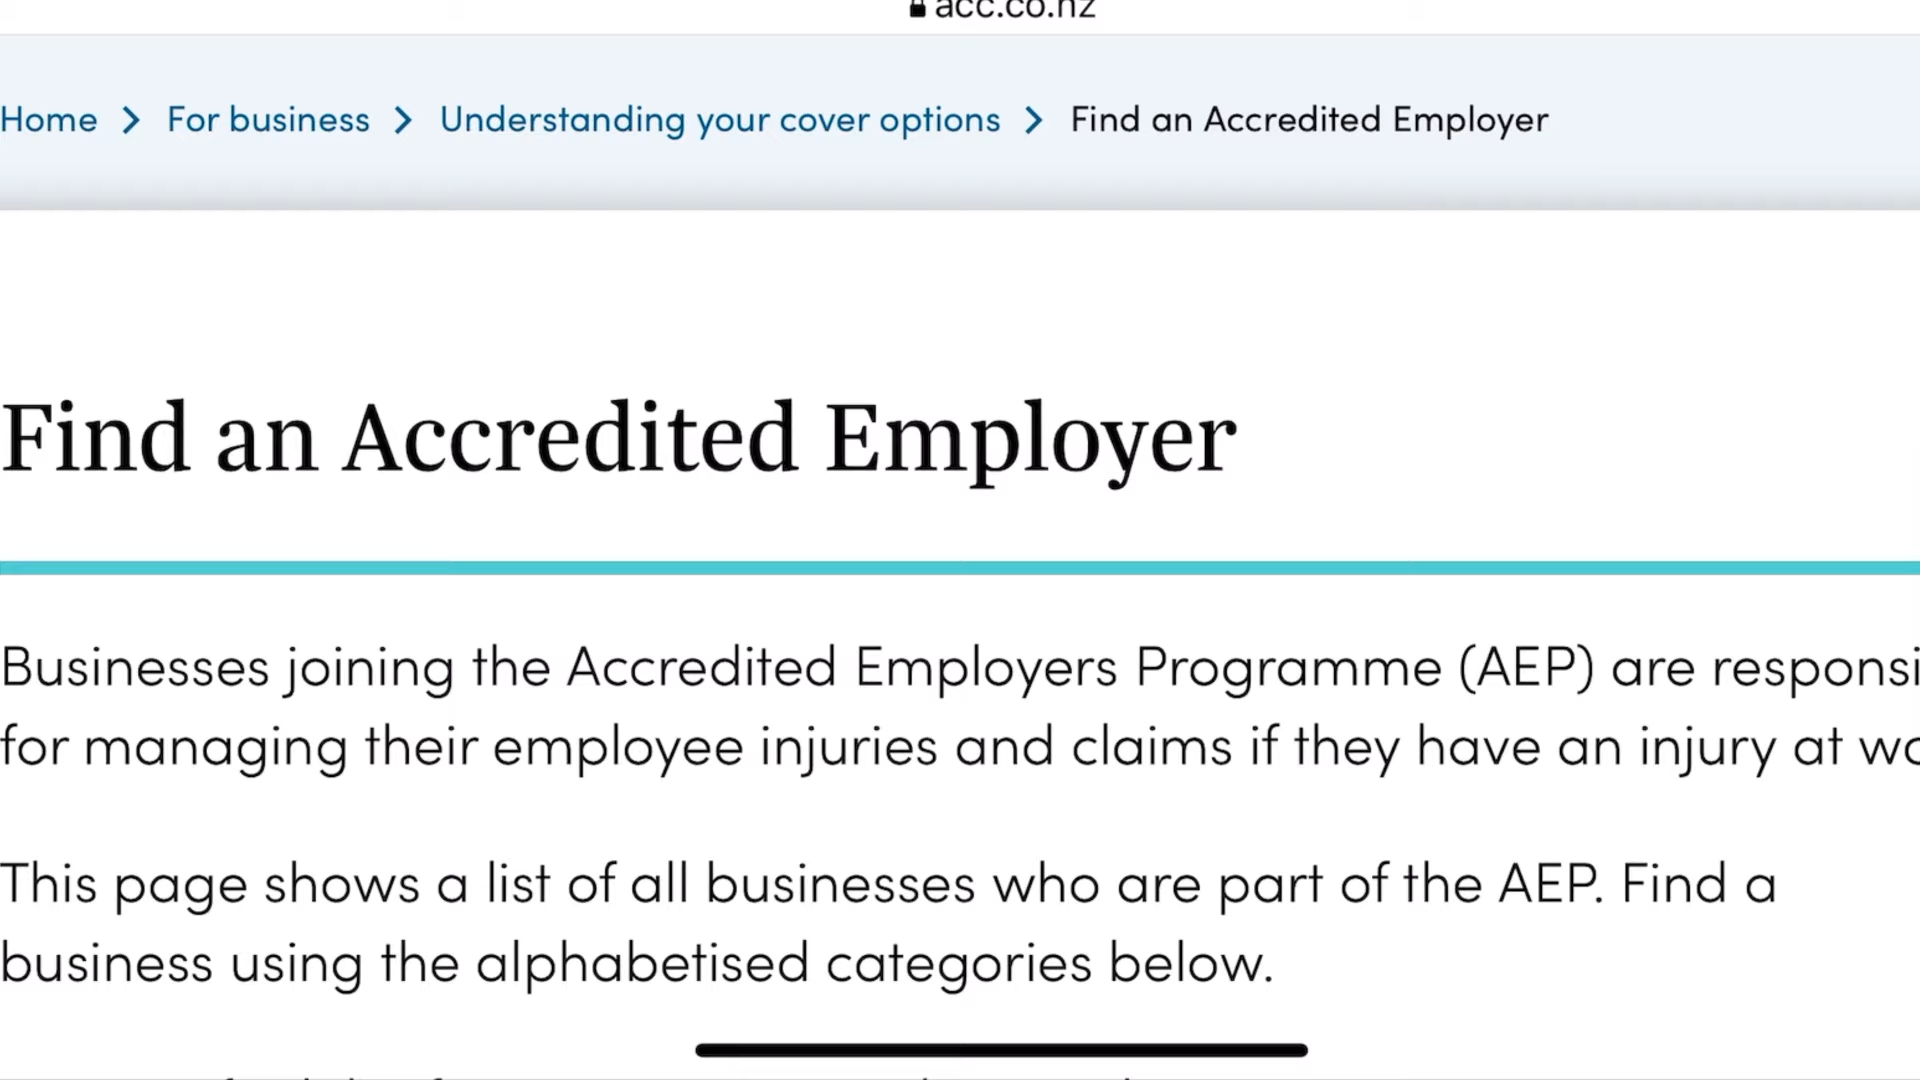 acc.co.nz
Home > For business > Understanding your cover options > Find an Accredited Employer
Find an Accredited Employer
Businesses joining the Accredited Employers Programme (AEP) are responsi
for managing their employee injuries and claims if they have an injury at wo
This page shows a list of all businesses who are part of the AEP. Find a
business using the alphabetised categories below.